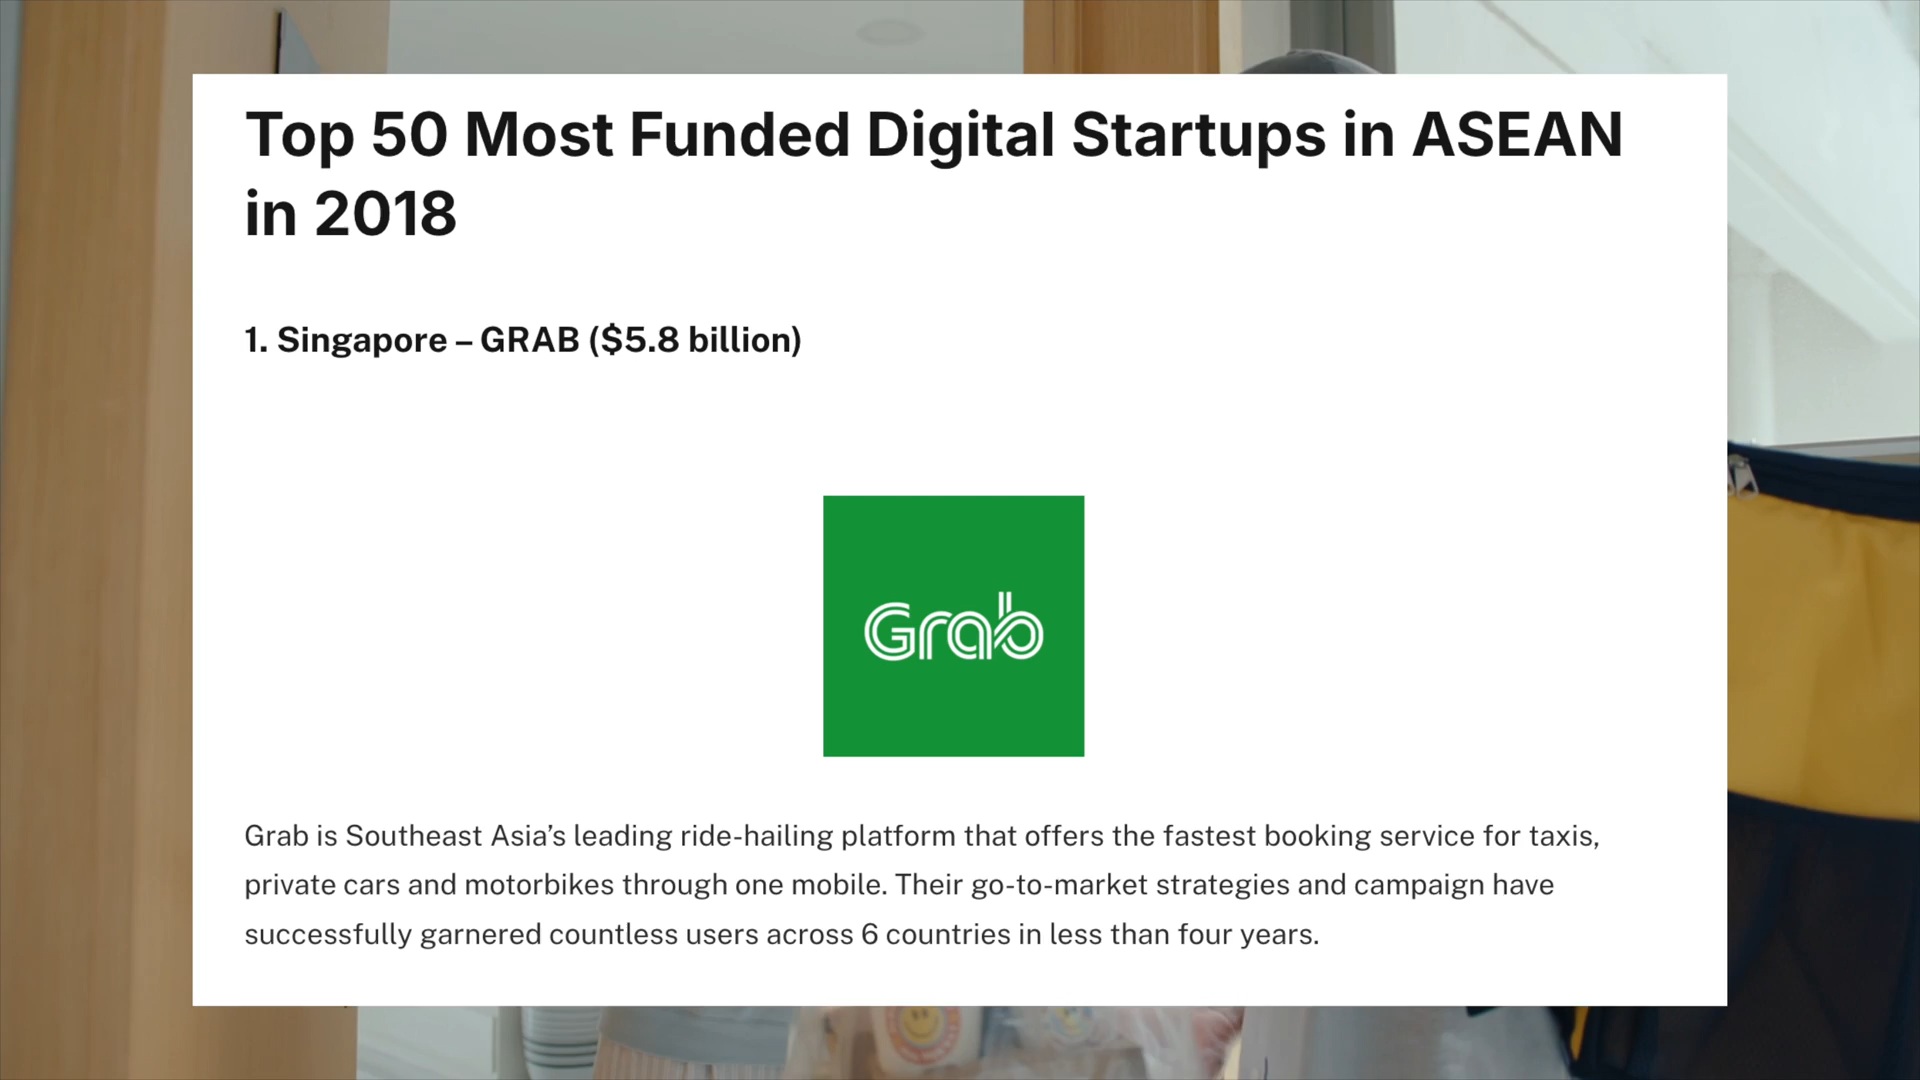 Top 50 Most Funded Digital Startups in ASEAN
in 2018
1. Singapore – GRAB ($5.8 billion)
Grab
Grab is Southeast Asia’s leading ride-hailing platform that offers the fastest booking service for taxis,
private cars and motorbikes through one mobile. Their go-to-market strategies and campaign have
successfully garnered countless users across 6 countries in less than four years.